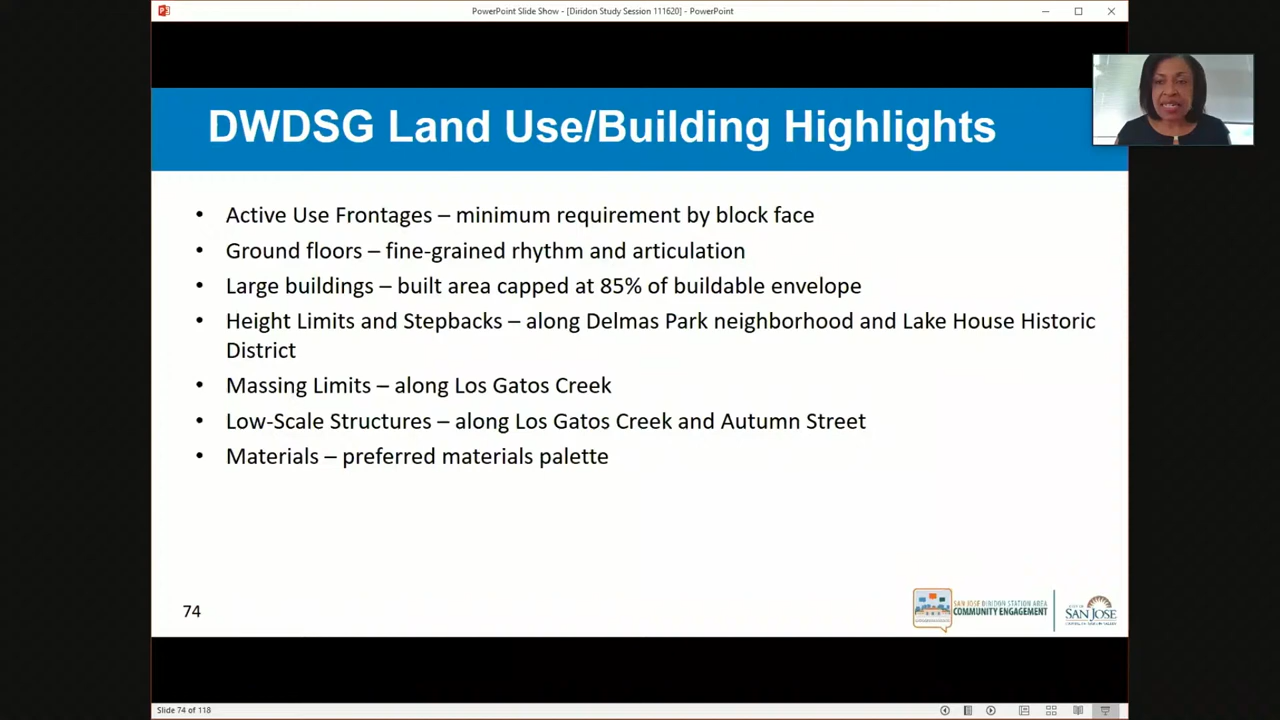 PowerPoint Slide Show - [Diridon Study Session 111620] - PowerPoint
DWDSG Land Use/Building Highlights
• Active Use Frontages – minimum requirement by block face
• Ground floors – fine-grained rhythm and articulation
• Large buildings – built area capped at 85% of buildable envelope
• Height Limits and Stepbacks – along Delmas Park neighborhood and Lake House Historic
District
• Massing Limits – along Los Gatos Creek
• Low-Scale Structures – along Los Gatos Creek and Autumn Street
• Materials – preferred materials palette
74
SAN JOSE DIRIDON STATION AREA
COMMUNITY ENGAGEMENT
CITY OF
SAN JOSE
Slide 74 of 118